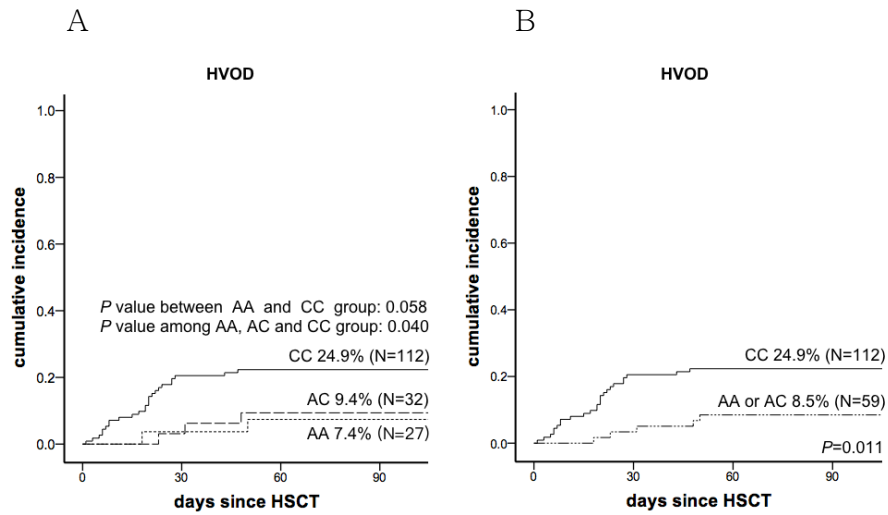 A
HVOD
1.0
0.8
0.6
0.4
0.2
0.0
cumulative incidence
P value between AA and CC group: 0.058
P value among AA, AC and CC group: 0.040
CC 24.9% (N=112)
AC 9.4% (N=32)
AA 7.4% (N=27)
0 30 60 90
days since HSCT
B
HVOD
1.0
0.8
0.6
0.4
0.2
0.0
cumulative incidence
CC 24.9% (N=112)
AA or AC 8.5% (N=59)
P=0.011
0 30 60 90
days since HSCT